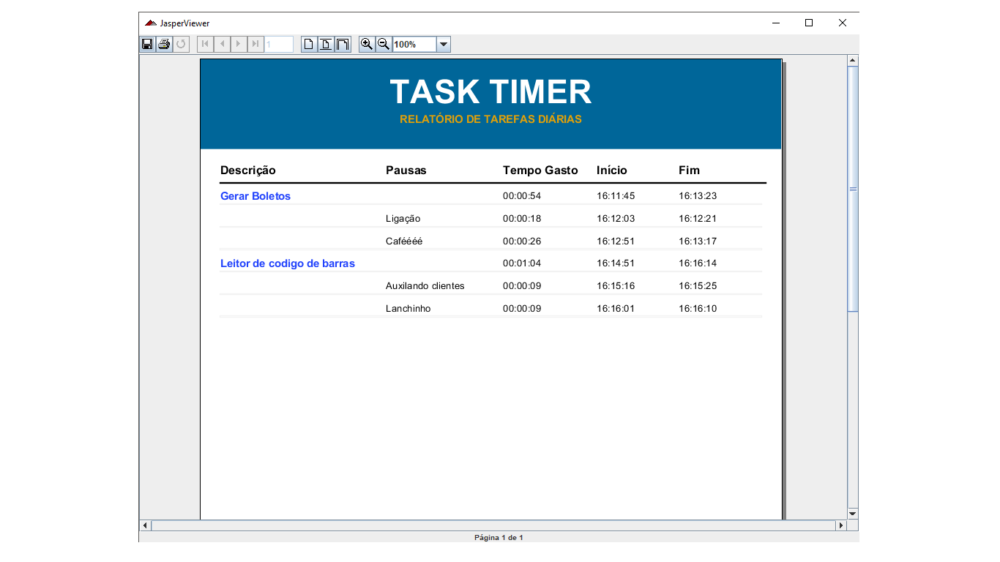 JasperViewer
1
100%
TASK TIMER
RELATÓRIO DE TAREFAS DIÁRIAS
Descrição Pausas Tempo Gasto Início Fim
Gerar Boletos 00:00:54 16:11:45 16:13:23
Ligação 00:00:18 16:12:03 16:12:21
Caféééé 00:00:26 16:12:51 16:13:17
Leitor de codigo de barras 00:01:04 16:14:51 16:16:14
Auxilando clientes 00:00:09 16:15:16 16:15:25
Lanchinho 00:00:09 16:16:01 16:16:10
Página 1 de 1